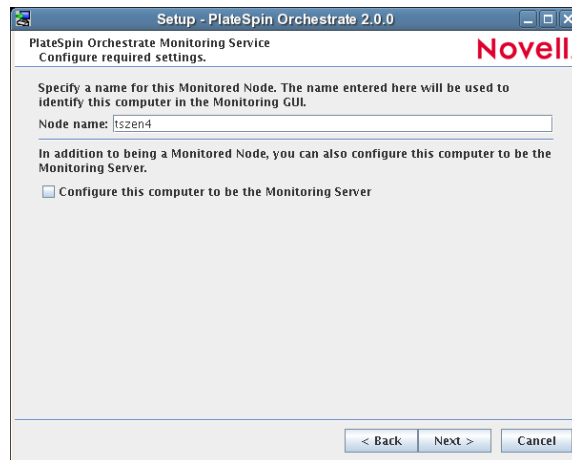 Setup - PlateSpin Orchestrate 2.0.0
PlateSpin Orchestrate Monitoring Service
Configure required settings.
Novell.
Specify a name for this Monitored Node. The name entered here will be used to
identify this computer in the Monitoring GUI.
Node name: tszen4
In addition to being a Monitored Node, you can also configure this computer to be the
Monitoring Server.
Configure this computer to be the Monitoring Server
< Back Next > Cancel